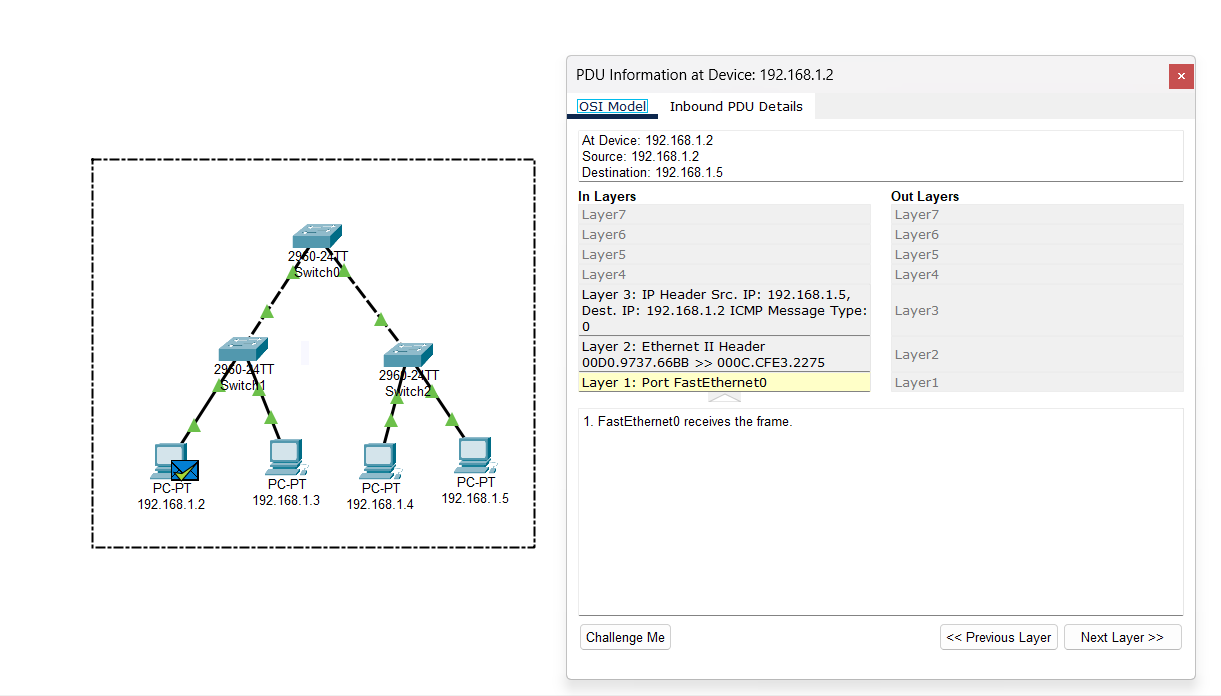 2960-24TT
Switch0
2960-24TT
Switch1
2960-24TT
Switch2
PC-PT
192.168.1.2
PC-PT
192.168.1.3
PC-PT
192.168.1.4
PC-PT
192.168.1.5
PDU Information at Device: 192.168.1.2
OSI Model
Inbound PDU Details
At Device: 192.168.1.2
Source: 192.168.1.2
Destination: 192.168.1.5
In Layers
Layer7
Layer6
Layer5
Layer4
Layer 3: IP Header Src. IP: 192.168.1.5,
Dest. IP: 192.168.1.2 ICMP Message Type:
0
Layer 2: Ethernet II Header
00D0.9737.66BB >> 000C.CFE3.2275
Layer 1: Port FastEthernet0
Out Layers
Layer7
Layer6
Layer5
Layer4
Layer3
Layer2
Layer1
1. FastEthernet0 receives the frame.
Challenge Me
<< Previous Layer
Next Layer >>